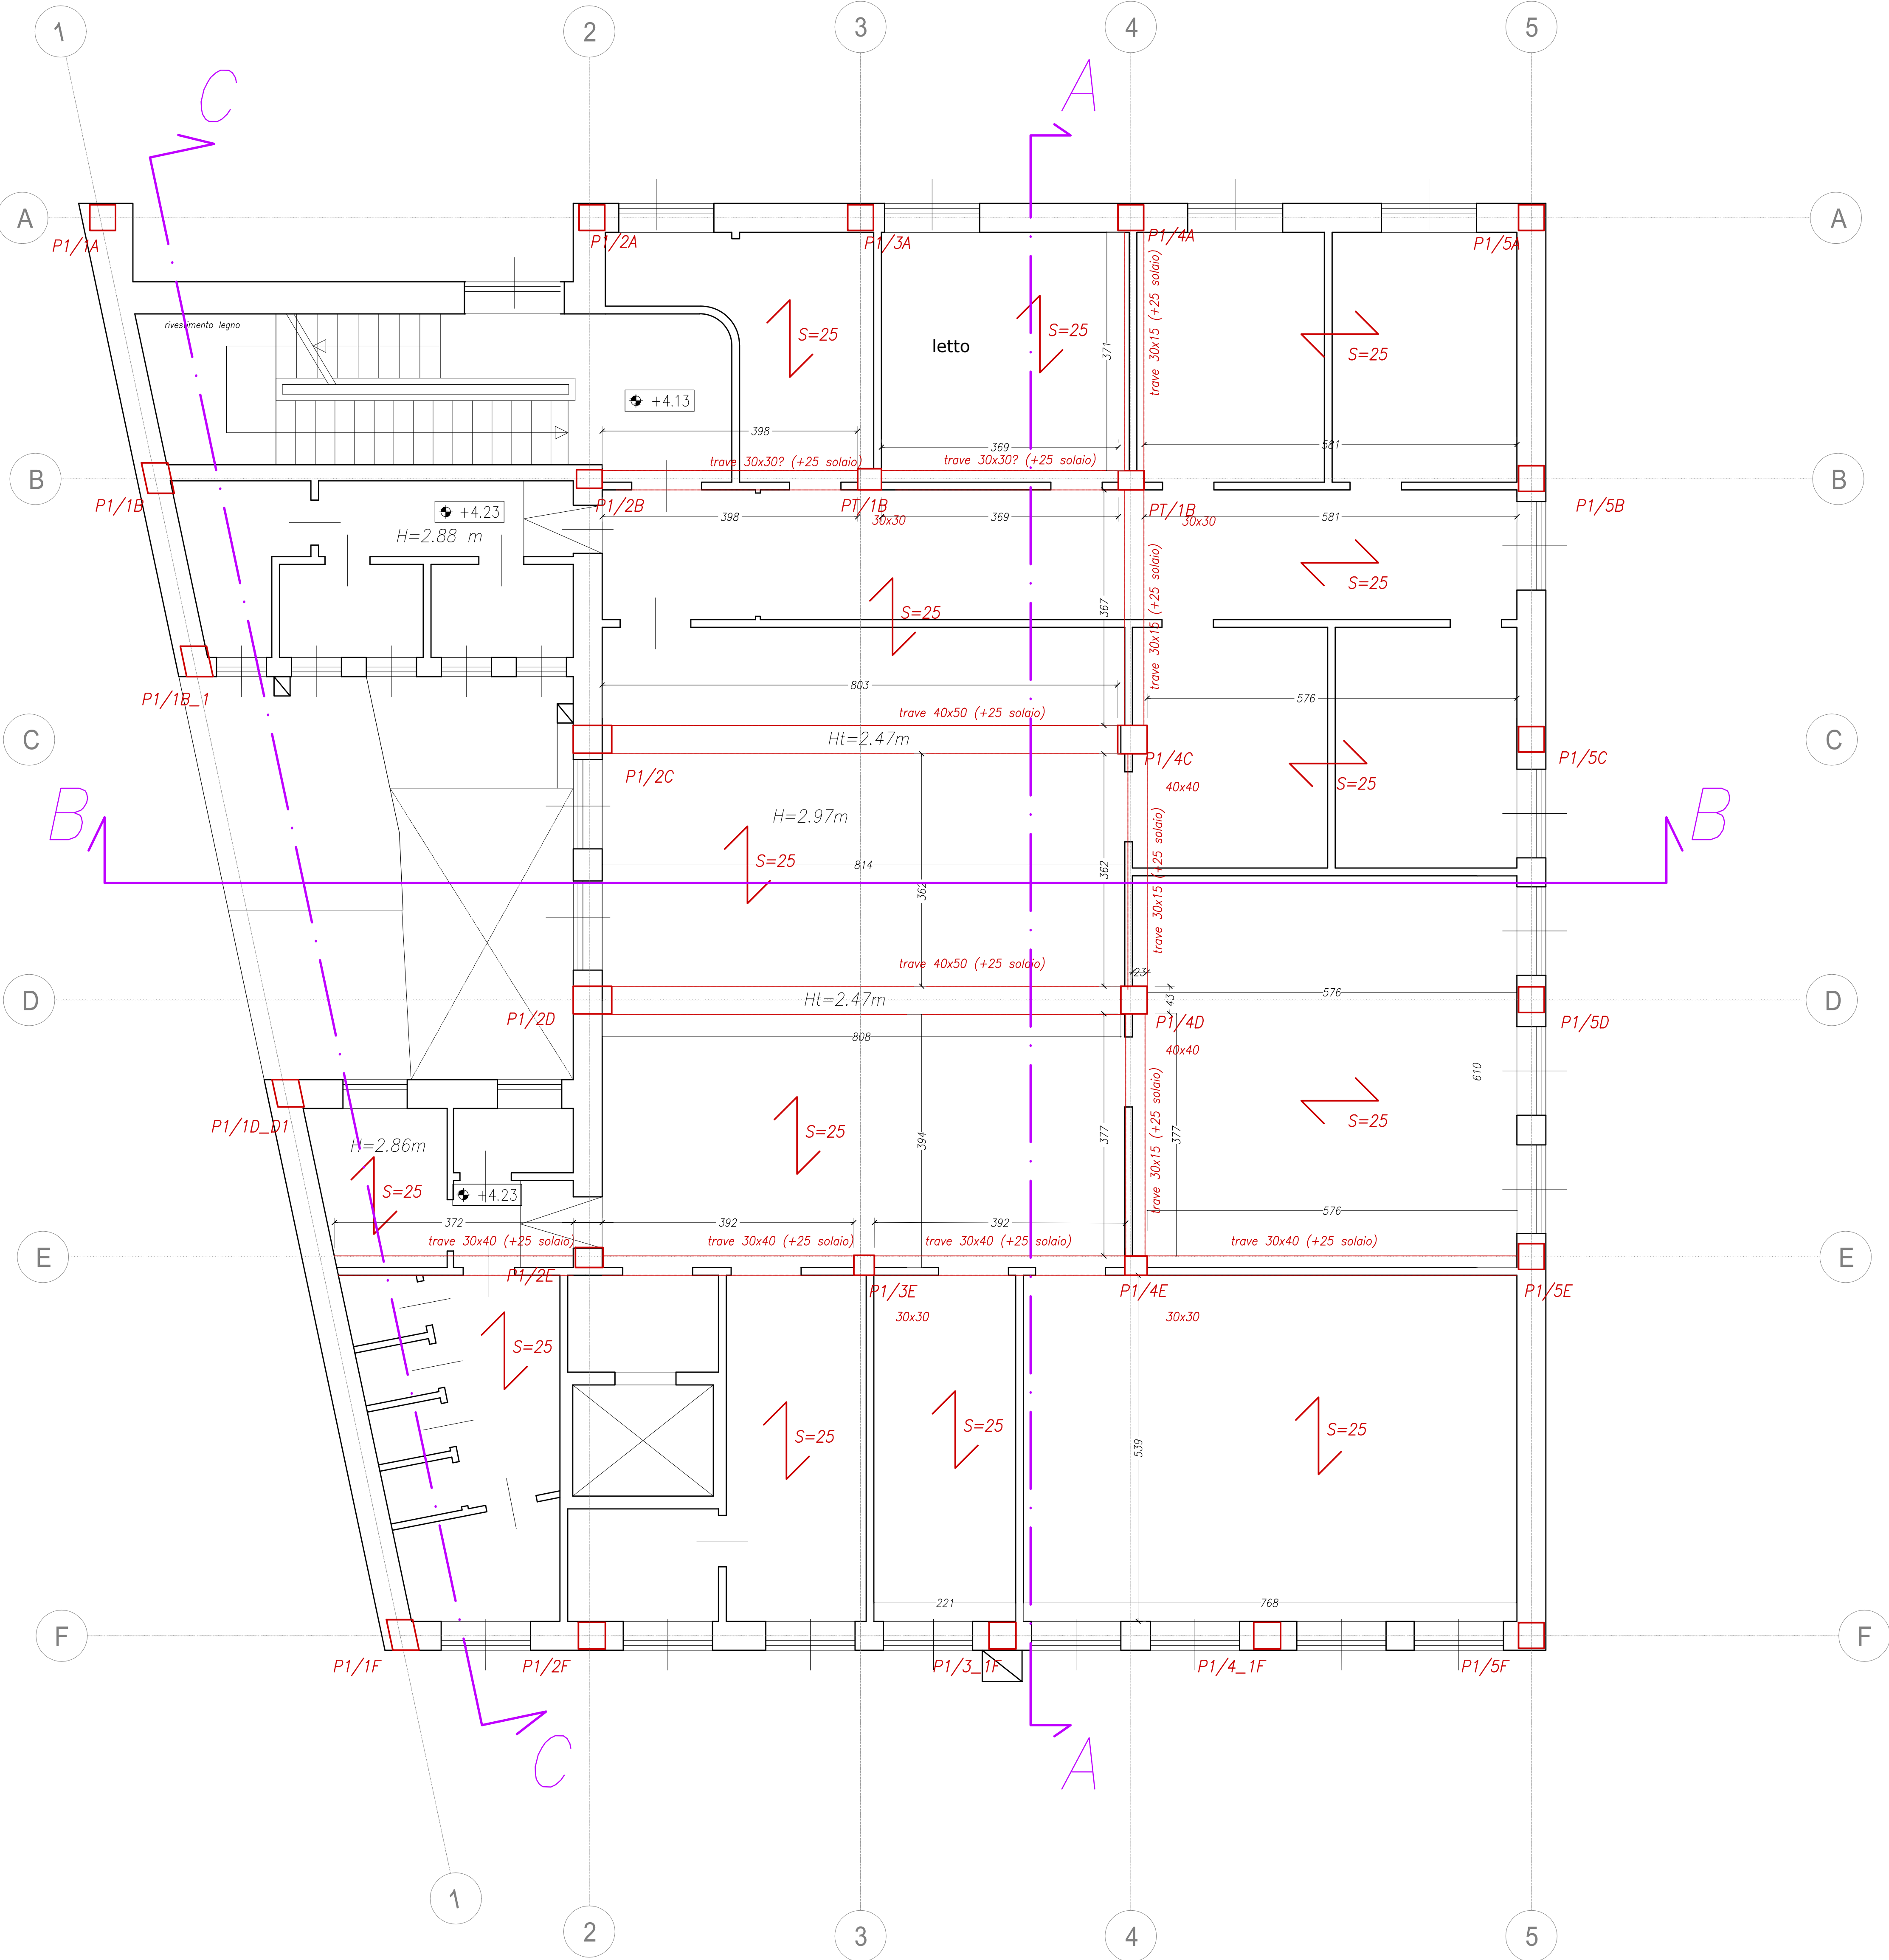 1
2
3
4
5
C
A
A
A
P1/1A
P1/2A
P1/3A
P1/4A
P1/5A
trave 30x15 (+25 solaio)
rivestimento legno
S=25
S=25
letto
371
S=25
+4.13
398
369
581
trave 30x30? (+25 solaio)
trave 30x30? (+25 solaio)
B
B
P1/1B
P1/2B
PT/1B
30x30
PT/1B
30x30
P1/5B
+4.23
H=2.88 m
398
369
581
S=25
trave 30x15 (+25 solaio)
367
S=25
803
576
P1/1B_1
trave 40x50 (+25 solaio)
C
Ht=2.47m
C
P1/2C
P1/4C
40x40
P1/5C
S=25
B
B
H=2.97m
trave 30x15 (+25 solaio)
S=25
814
362
362
trave 40x50 (+25 solaio)
23
576
D
Ht=2.47m
43
D
P1/2D
P1/4D
40x40
P1/5D
808
610
trave 30x15 (+25 solaio)
P1/1D_D1
S=25
S=25
394
377
377
H=2.86m
S=25
+4.23
372
392
392
576
trave 30x40 (+25 solaio)
trave 30x40 (+25 solaio)
trave 30x40 (+25 solaio)
trave 30x40 (+25 solaio)
E
E
P1/2E
P1/3E
30x30
P1/4E
30x30
P1/5E
S=25
S=25
S=25
S=25
539
221
768
F
F
P1/1F
P1/2F
P1/3_1F
P1/4_1F
P1/5F
C
A
1
2
3
4
5